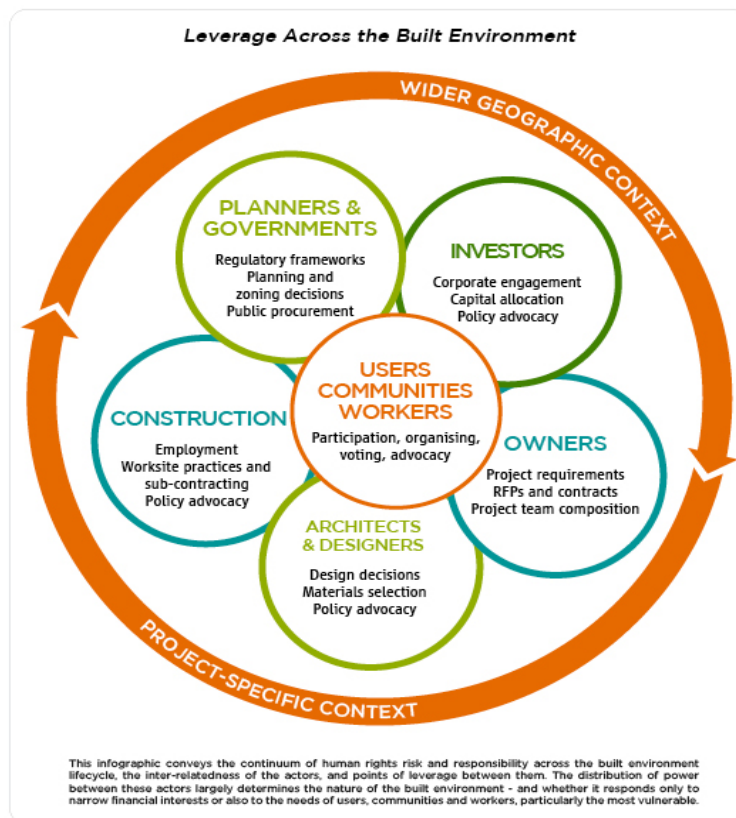 Leverage Across the Built Environment
WIDER GEOGRAPHIC CONTEXT
PLANNERS &
GOVERNMENTS
Regulatory frameworks
Planning and
zoning decisions
Public procurement
INVESTORS
Corporate engagement
Capital allocation
Policy advocacy
USERS
COMMUNITIES
WORKERS
Participation, organising,
voting, advocacy
CONSTRUCTION
Employment
Worksite practices and
sub-contracting
Policy advocacy
OWNERS
Project requirements
RFPs and contracts
Project team composition
ARCHITECTS
& DESIGNERS
Design decisions
Materials selection
Policy advocacy
PROJECT-SPECIFIC CONTEXT
This infographic conveys the continuum of human rights risk and responsibility across the built environment
lifecycle, the inter-relatedness of the actors, and points of leverage between them. The distribution of power
between these actors largely determines the nature of the built environment - and whether it responds only to
narrow financial interests or also to the needs of users, communities and workers, particularly the most vulnerable.